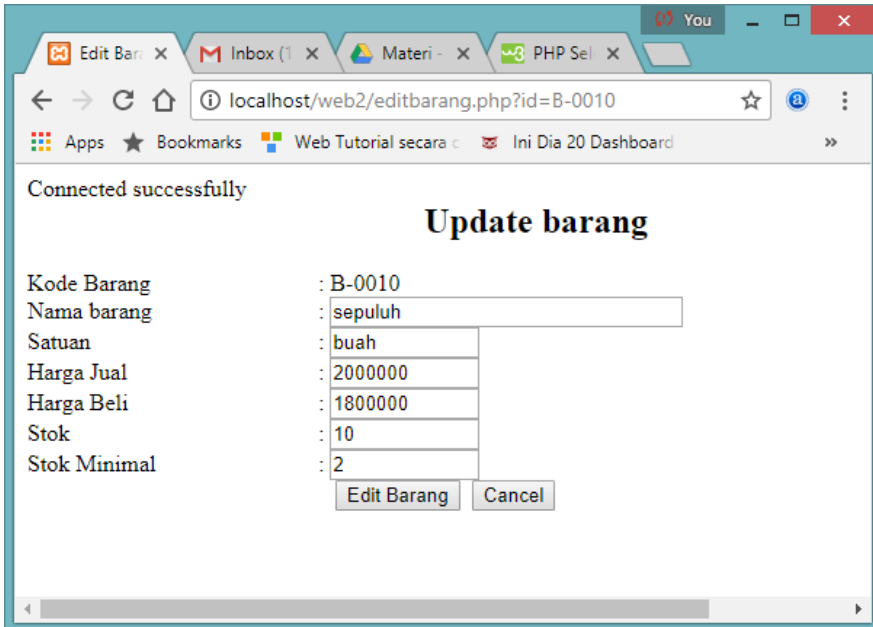 You
Edit Bara
Inbox (1
Materi -
PHP Sel
localhost/web2/editbarang.php?id=B-0010
Apps Bookmarks Web Tutorial secara c Ini Dia 20 Dashboard »
Connected successfully
Update barang
Kode Barang : B-0010
Nama barang : sepuluh
Satuan : buah
Harga Jual : 2000000
Harga Beli : 1800000
Stok : 10
Stok Minimal : 2
Edit Barang Cancel